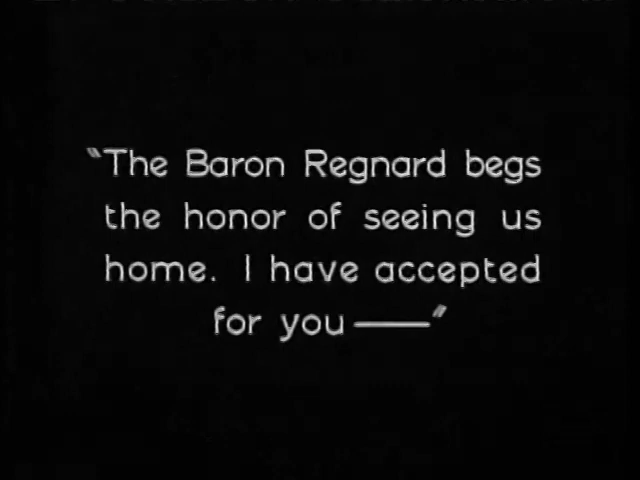 “The Baron Regnard begs
the honor of seeing us
home. I have accepted
for you —”